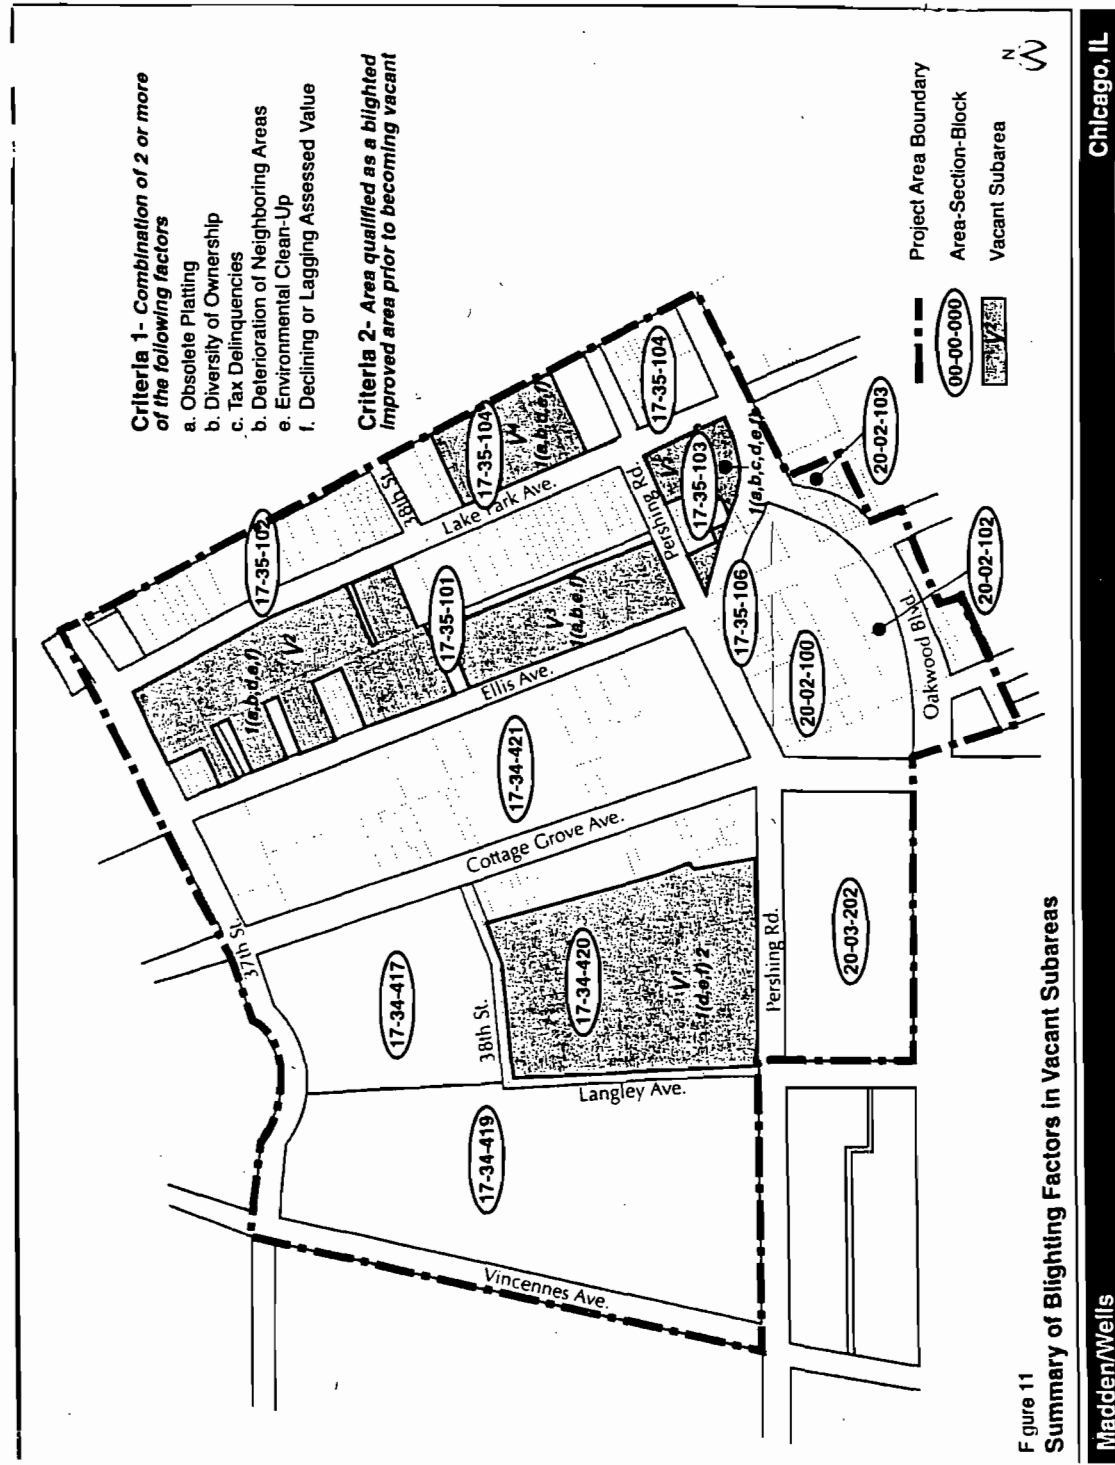 Criteria 1- Combination of 2 or more
of the following factors
a. Obsolete Platting
b. Diversity of Ownership
c. Tax Delinquencies
b. Deterioration of Neighboring Areas
e. Environmental Clean-Up
f. Declining or Lagging Assessed Value
Criteria 2- Area qualified as a blighted
Improved area prior to becoming vacant
37th St.
17-35-102
38th St.
17-35-104
V4
1(a,b,d,e,f)
17-35-104
Lake Park Ave.
V2
1(a,b,d,e,f)
17-35-101
V3
1(a,b,e,f)
Ellis Ave.
Pershing Rd.
17-35-103
1(a,b,c,d,e,f)
17-35-106
20-02-103
20-02-100
Oakwood Blvd.
20-02-102
17-34-421
Cottage Grove Ave.
17-34-417
38th St.
17-34-420
V1
1(d,e,f) 2
Pershing Rd.
20-03-202
Langley Ave.
17-34-419
Vincennes Ave.
N
Project Area Boundary
00-00-000
Area-Section-Block
V2
Vacant Subarea
F gure 11
Summary of Blighting Factors in Vacant Subareas
Madden/Wells
Chicago, IL